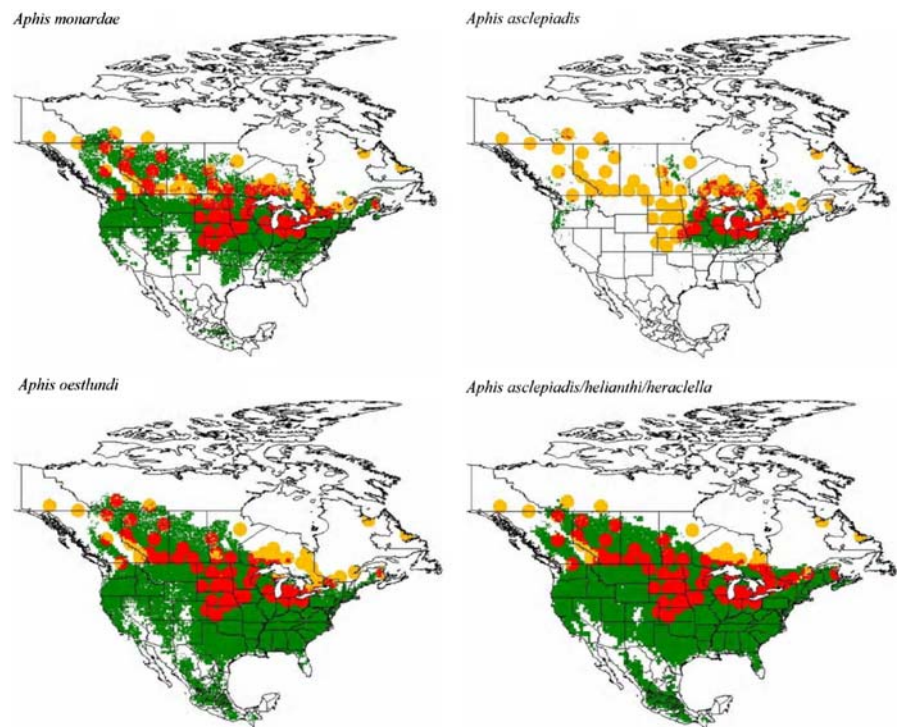 Aphis monardae
Aphis asclepiadis
Aphis oestlundi
Aphis asclepiadis/helianthi/heraclella